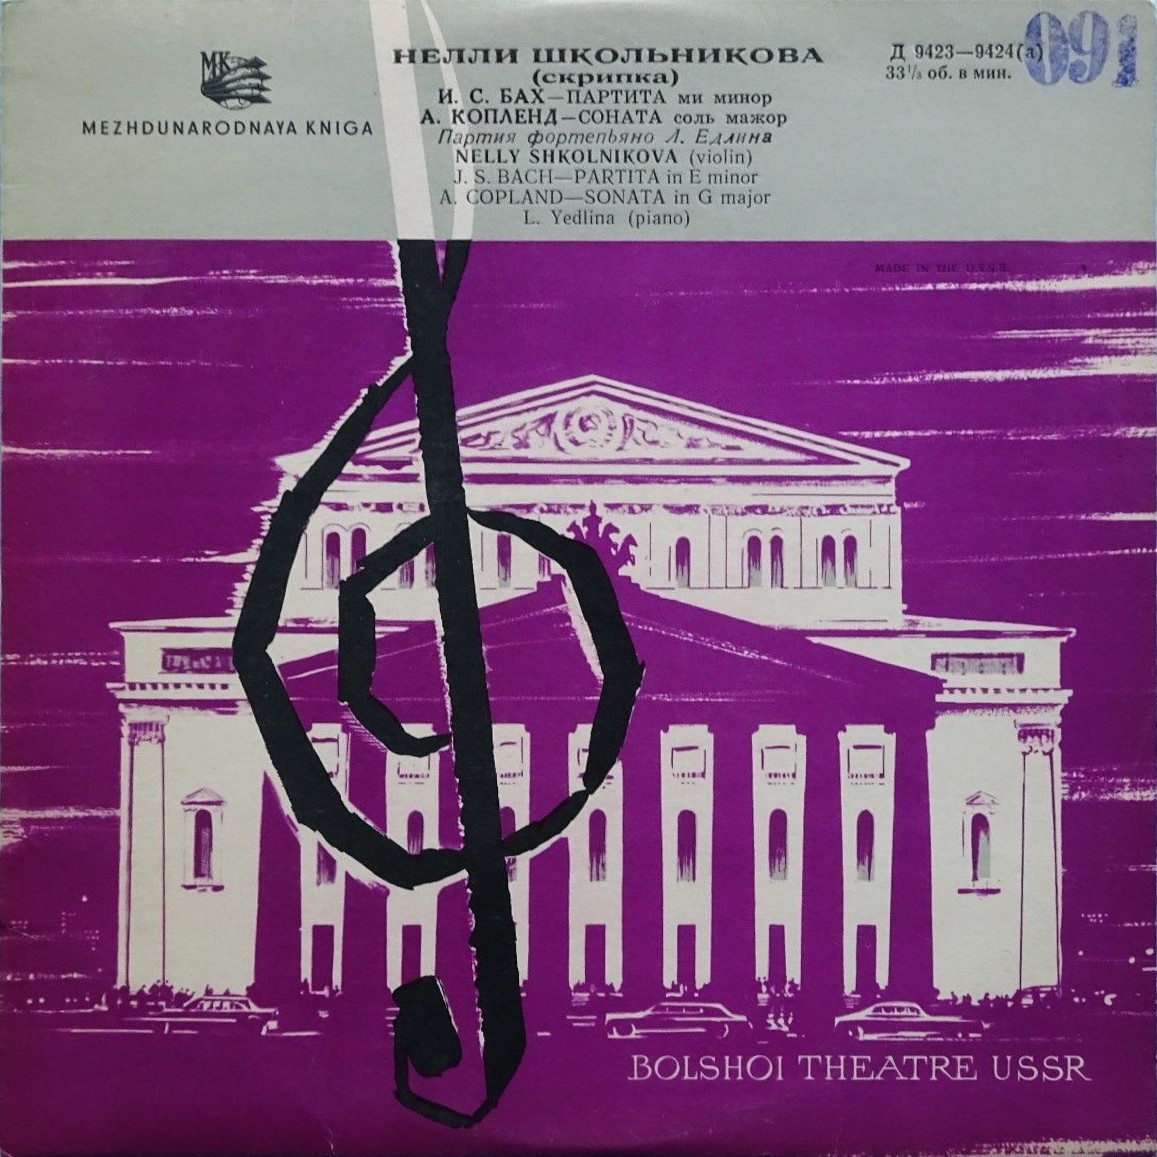 НЕЛЛИ ШКОЛЬНИКОВА
(скрипка)
И. С. БАХ—ПАРТИТА ми минор
А. КОПЛЕНД—СОНАТА соль мажор
Партия фортепьяно Л. Едлина
NELLY SHKOLNIKOVA (violin)
J. S. BACH—PARTITA in E minor
A. COPLAND—SONATA in G major
L. Yedlina (piano)
МК
MEZHDUNARODNAYA KNIGA
Д 9423—9424(а)
33⅓ об. в мин.
091
MADE IN THE U.S.S.R.
BOLSHOI THEATRE USSR